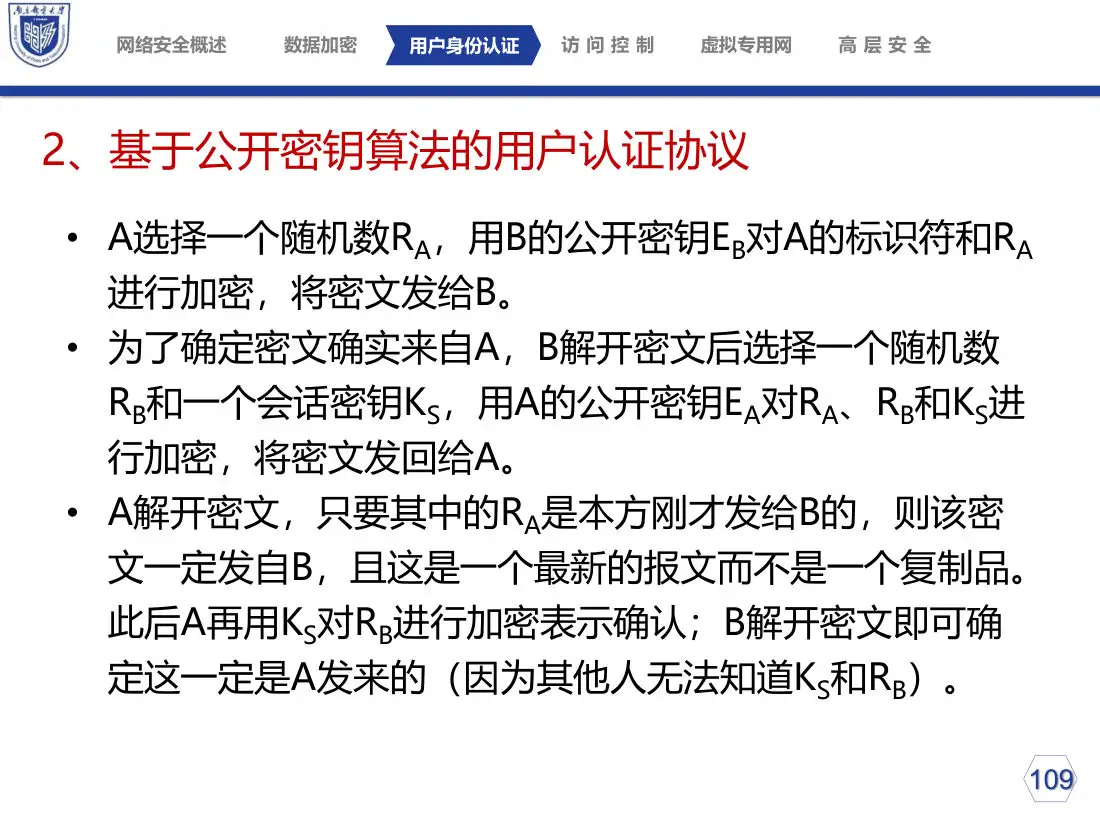 南京邮电大学
网络安全概述 数据加密 用户身份认证 访问控制 虚拟专用网 高层安全
2、基于公开密钥算法的用户认证协议
• A选择一个随机数RA，用B的公开密钥EB对A的标识符和RA
进行加密，将密文发给B。
• 为了确定密文确实来自A，B解开密文后选择一个随机数
RB和一个会话密钥KS，用A的公开密钥EA对RA、RB和KS进
行加密，将密文发回给A。
• A解开密文，只要其中的RA是本方刚才发给B的，则该密
文一定发自B，且这是一个最新的报文而不是一个复制品。
此后A再用KS对RB进行加密表示确认；B解开密文即可确
定这一定是A发来的（因为其他人无法知道KS和RB）。
109